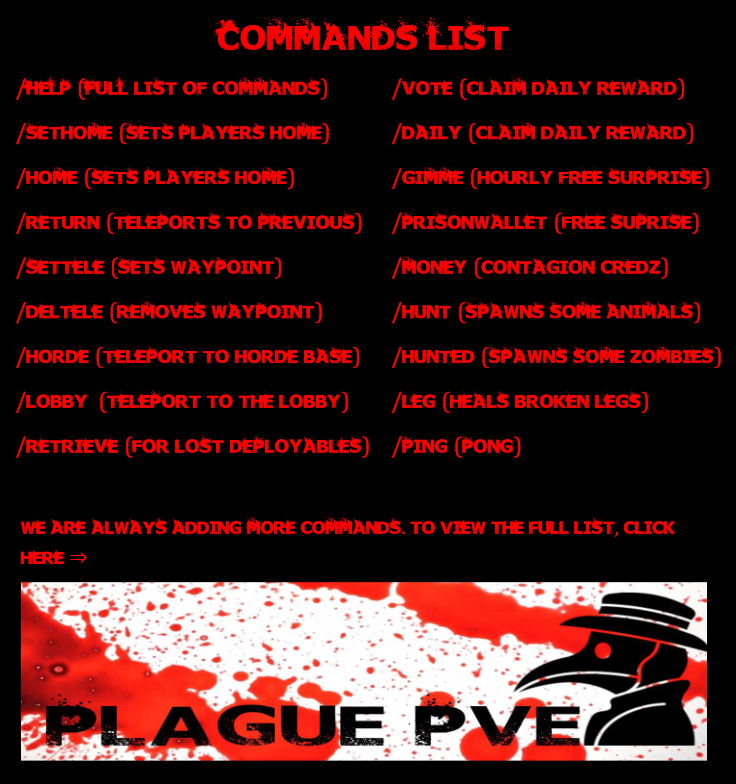 COMMANDS LIST
/HELP (FULL LIST OF COMMANDS)
/SETHOME (SETS PLAYERS HOME)
/HOME (SETS PLAYERS HOME)
/RETURN (TELEPORTS TO PREVIOUS)
/SETTELE (SETS WAYPOINT)
/DELTELE (REMOVES WAYPOINT)
/HORDE (TELEPORT TO HORDE BASE)
/LOBBY (TELEPORT TO THE LOBBY)
/RETRIEVE (FOR LOST DEPLOYABLES)
/VOTE (CLAIM DAILY REWARD)
/DAILY (CLAIM DAILY REWARD)
/GIMME (HOURLY FREE SURPRISE)
/PRISONWALLET (FREE SUPRISE)
/MONEY (CONTAGION CREDZ)
/HUNT (SPAWNS SOME ANIMALS)
/HUNTED (SPAWNS SOME ZOMBIES)
/LEG (HEALS BROKEN LEGS)
/PING (PONG)
WE ARE ALWAYS ADDING MORE COMMANDS. TO VIEW THE FULL LIST, CLICK
HERE ⇒
PLAGUE PVE